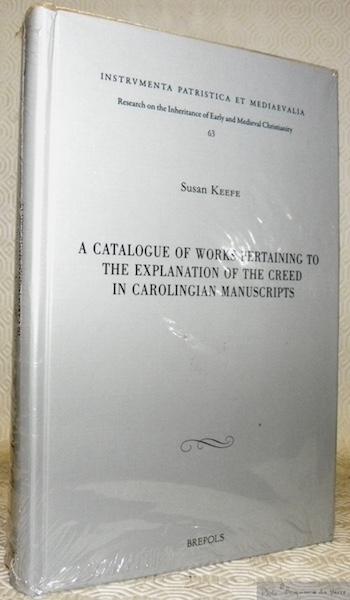 INSTRVMENTA PATRISTICA ET MEDIAEVALIA
Research on the Inheritance of Early and Medieval Christianity
63
Susan KEEFE
A CATALOGUE OF WORKS PERTAINING TO
THE EXPLANATION OF THE CREED
IN CAROLINGIAN MANUSCRIPTS
BREPOLS